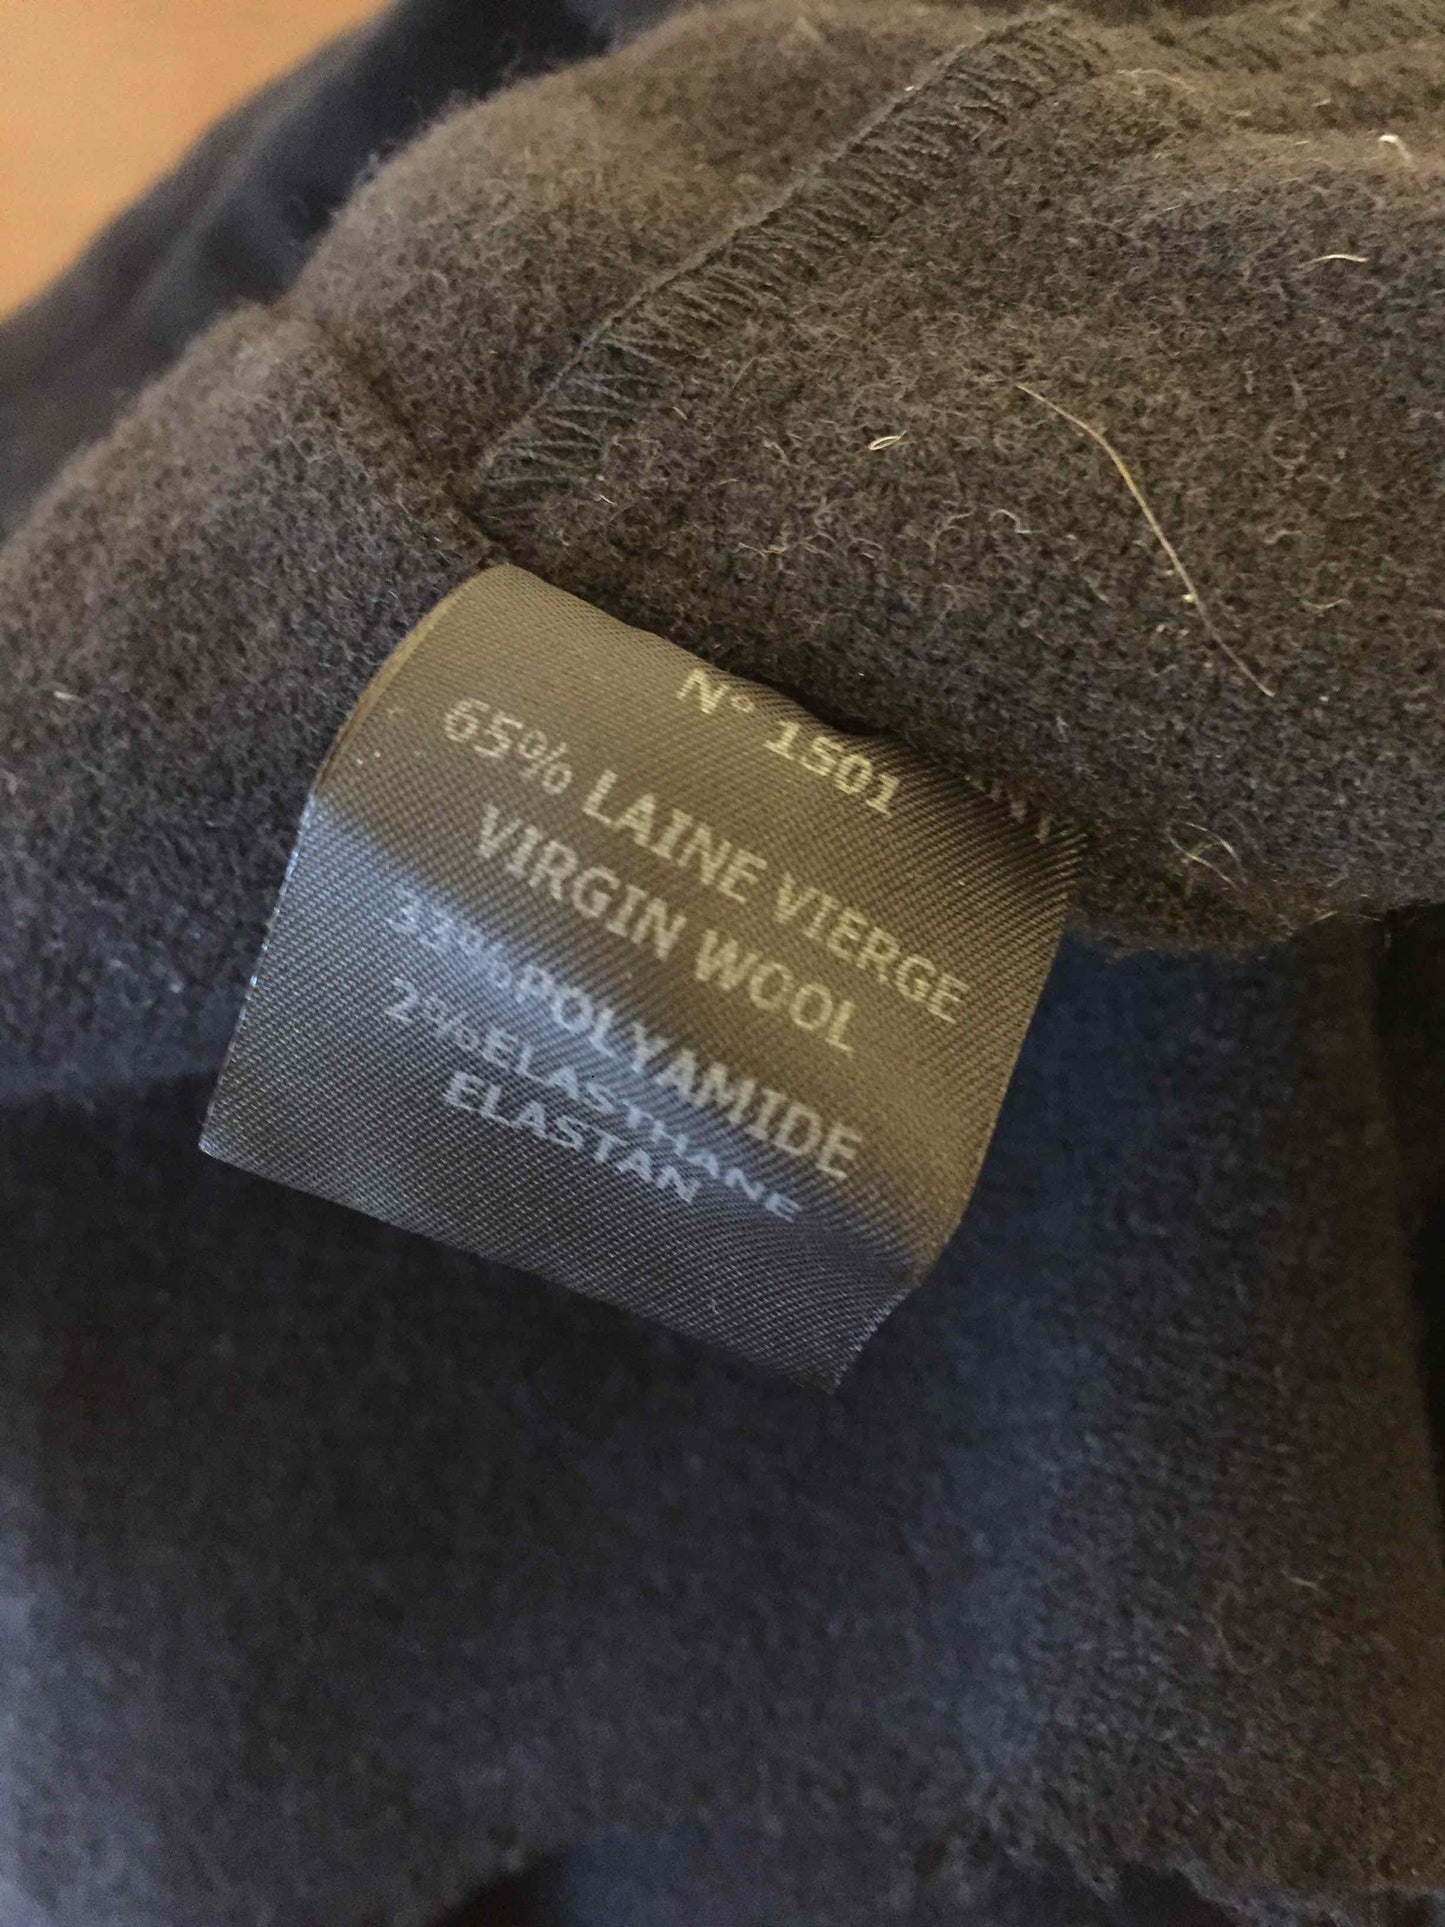 N° 1501
65% LAINE VIERGE
VIRGIN WOOL
33%POLYAMIDE
2%ELASTHANE
ELASTAN